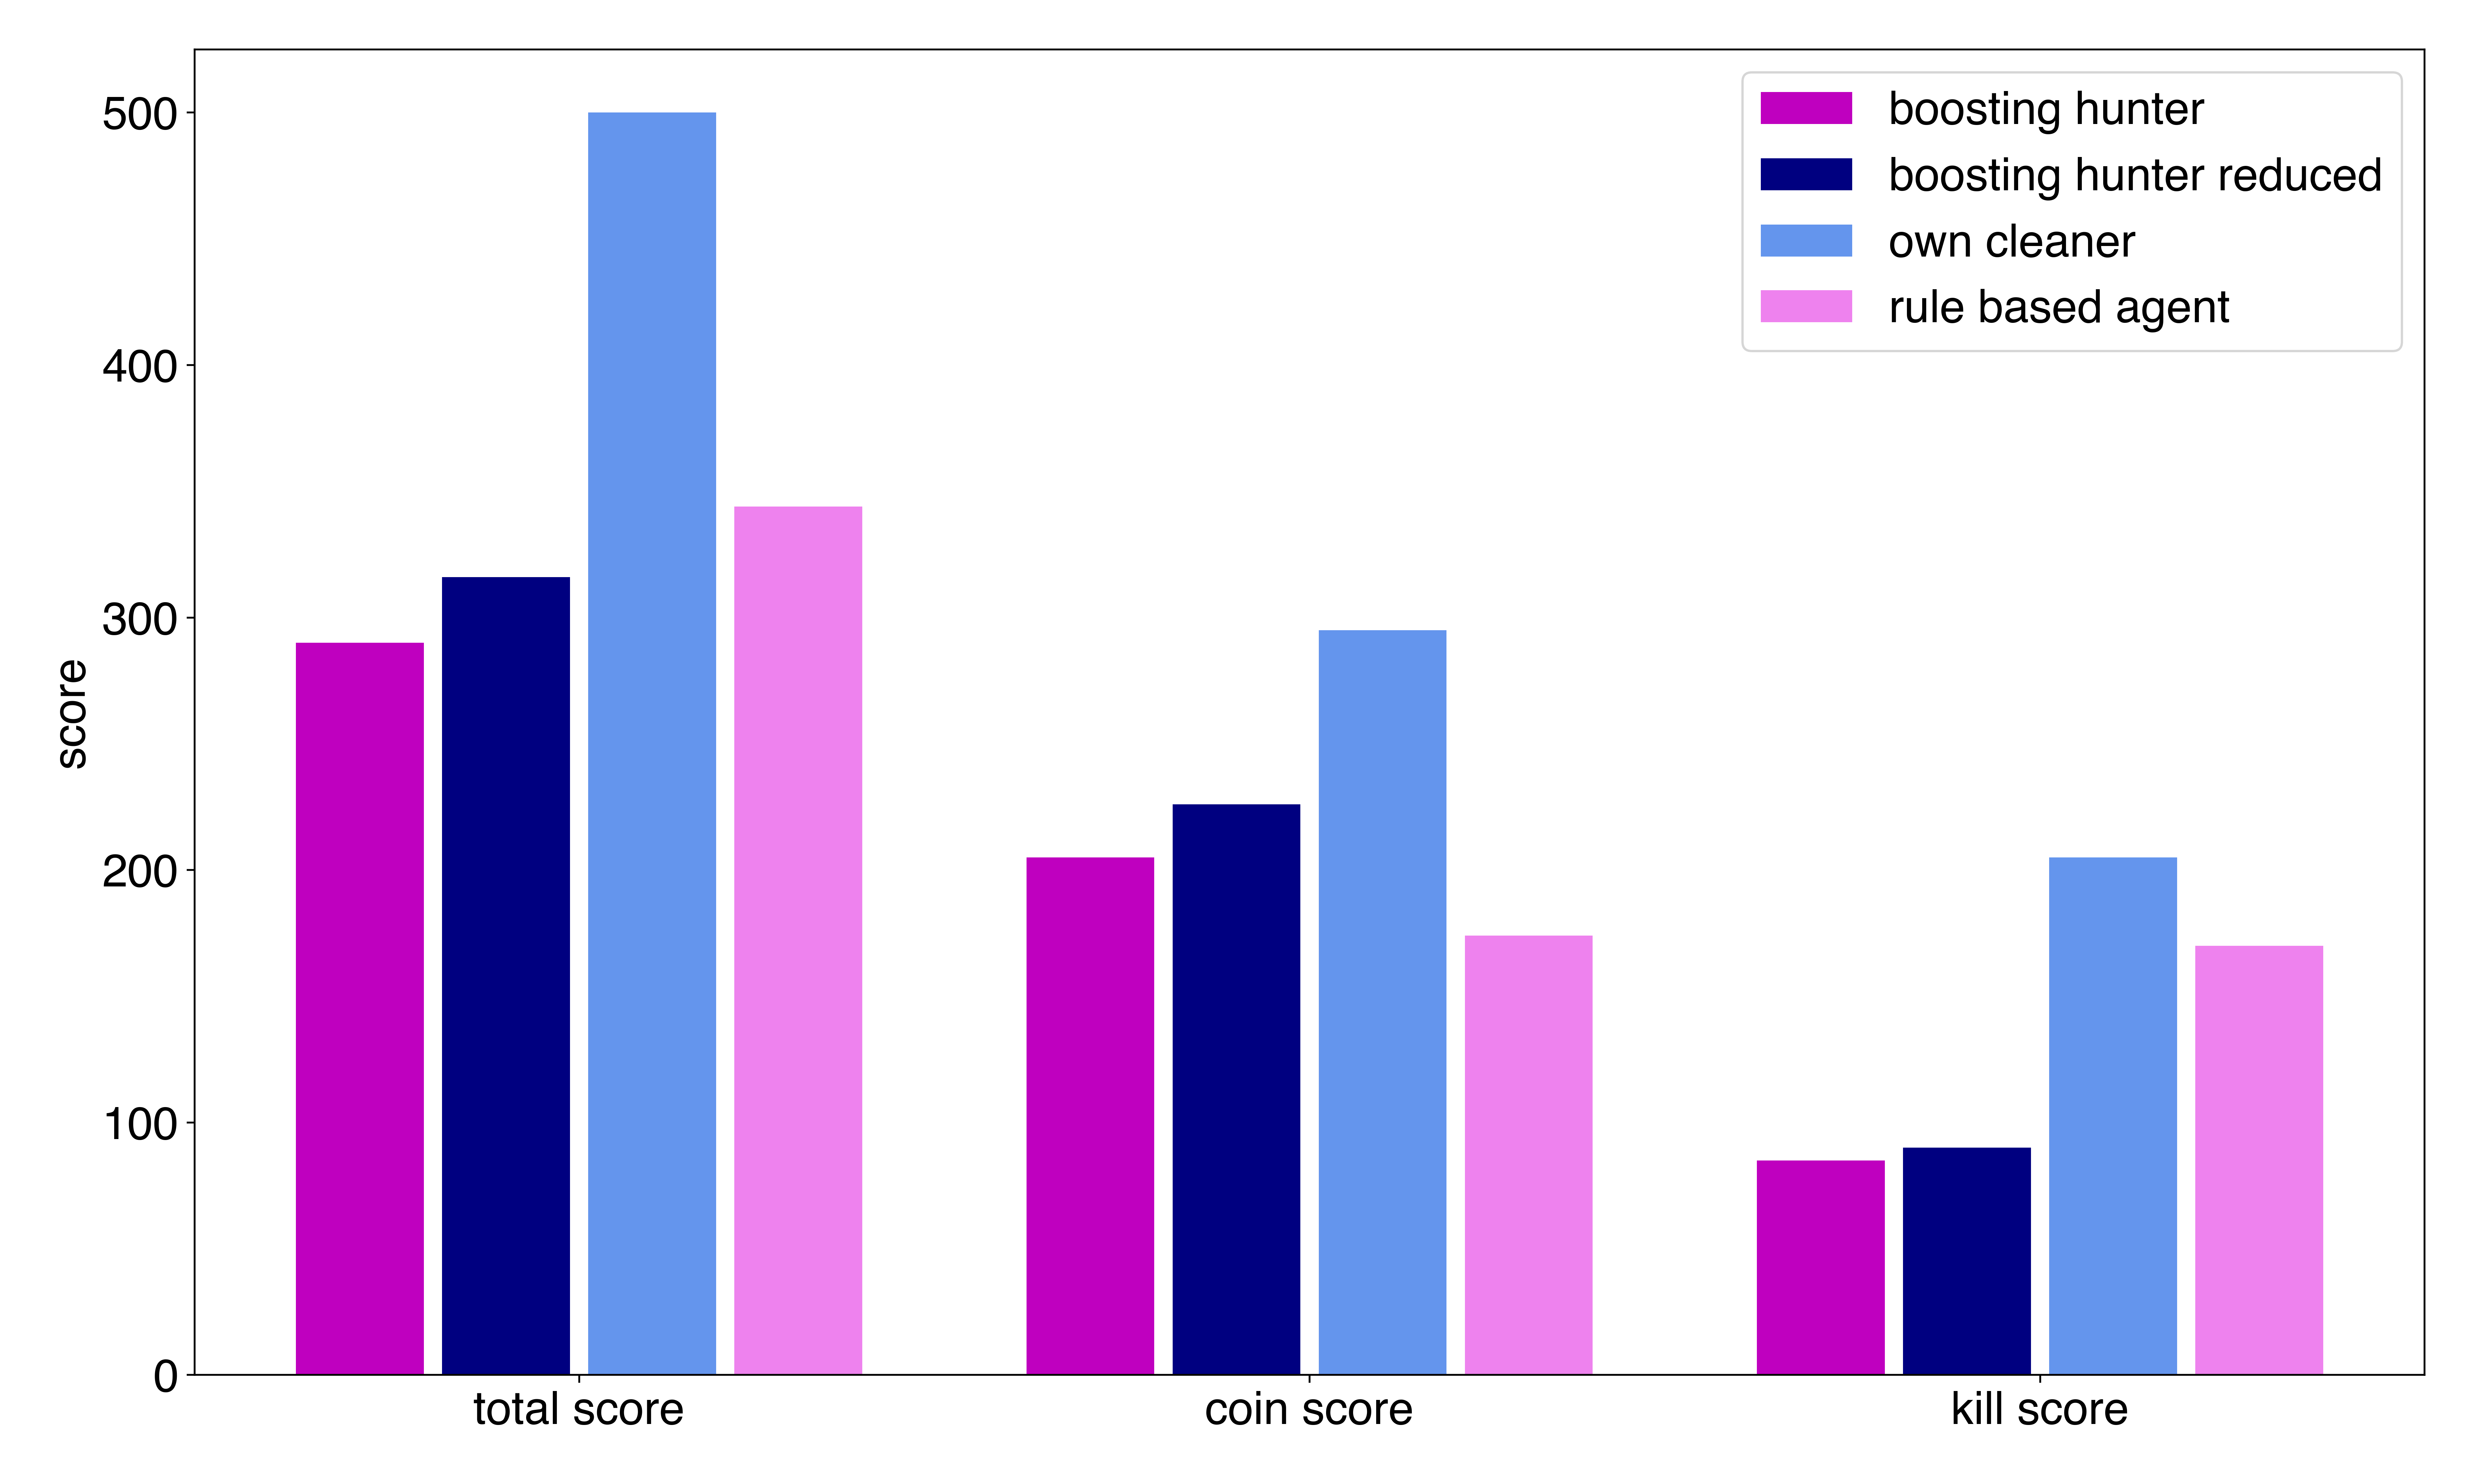 boosting hunter
boosting hunter reduced
own cleaner
rule based agent
500
400
300
200
100
0
score
total score
coin score
kill score